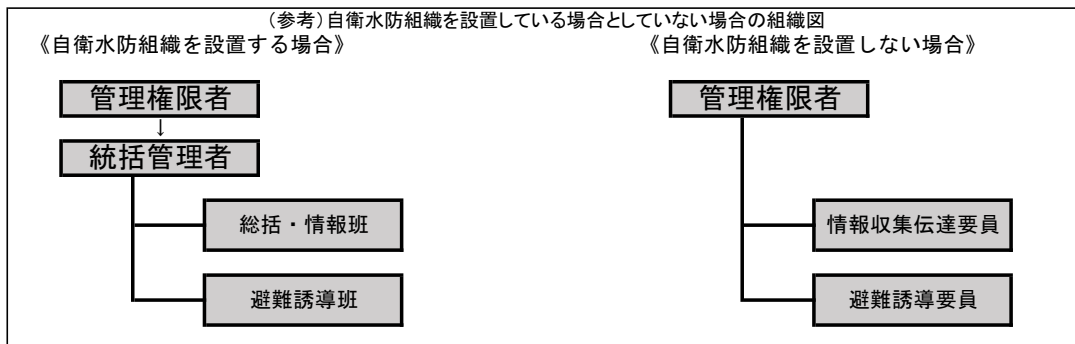 (参考)自衛水防組織を設置している場合としていない場合の組織図
《自衛水防組織を設置する場合》
管理権限者
↓
統括管理者
総括・情報班
避難誘導班
《自衛水防組織を設置しない場合》
管理権限者
情報収集伝達要員
避難誘導要員